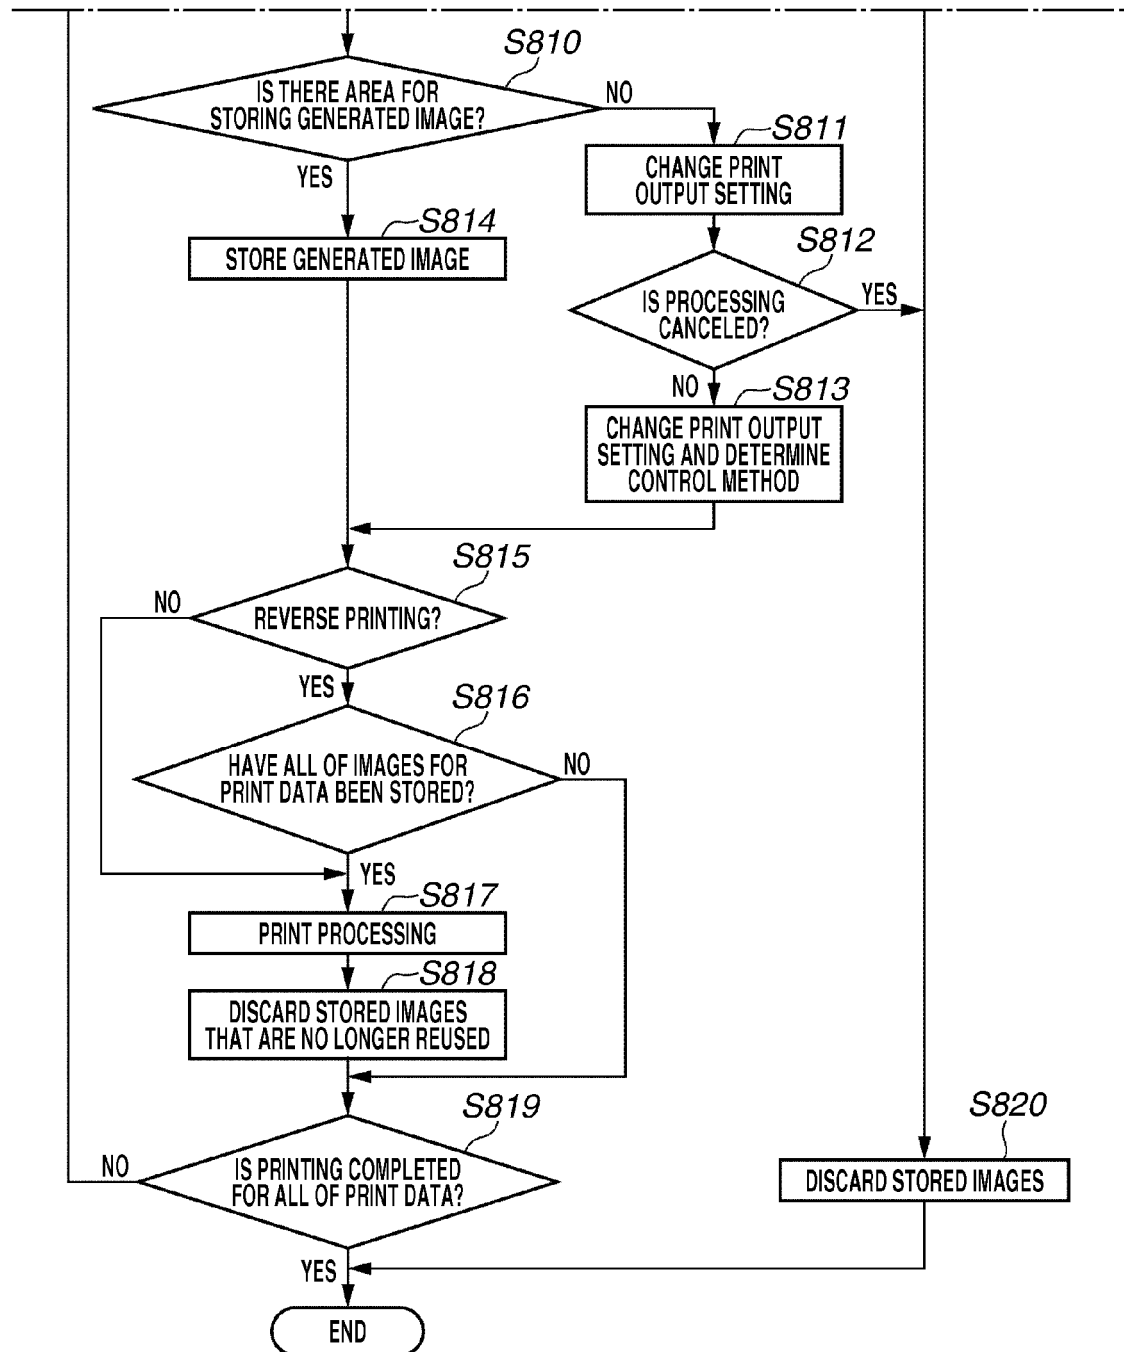 S810
IS THERE AREA FOR
STORING GENERATED IMAGE?
NO
YES
S811
CHANGE PRINT
OUTPUT SETTING
S814
STORE GENERATED IMAGE
S812
IS PROCESSING
CANCELED?
YES
NO
S813
CHANGE PRINT OUTPUT
SETTING AND DETERMINE
CONTROL METHOD
S815
REVERSE PRINTING?
NO
YES
S816
HAVE ALL OF IMAGES FOR
PRINT DATA BEEN STORED?
NO
YES
S817
PRINT PROCESSING
S818
DISCARD STORED IMAGES
THAT ARE NO LONGER REUSED
S819
IS PRINTING COMPLETED
FOR ALL OF PRINT DATA?
NO
YES
S820
DISCARD STORED IMAGES
END